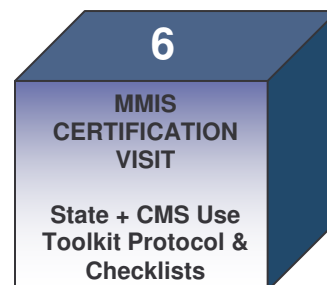 6
MMIS
CERTIFICATION
VISIT
State + CMS Use
Toolkit Protocol &
Checklists